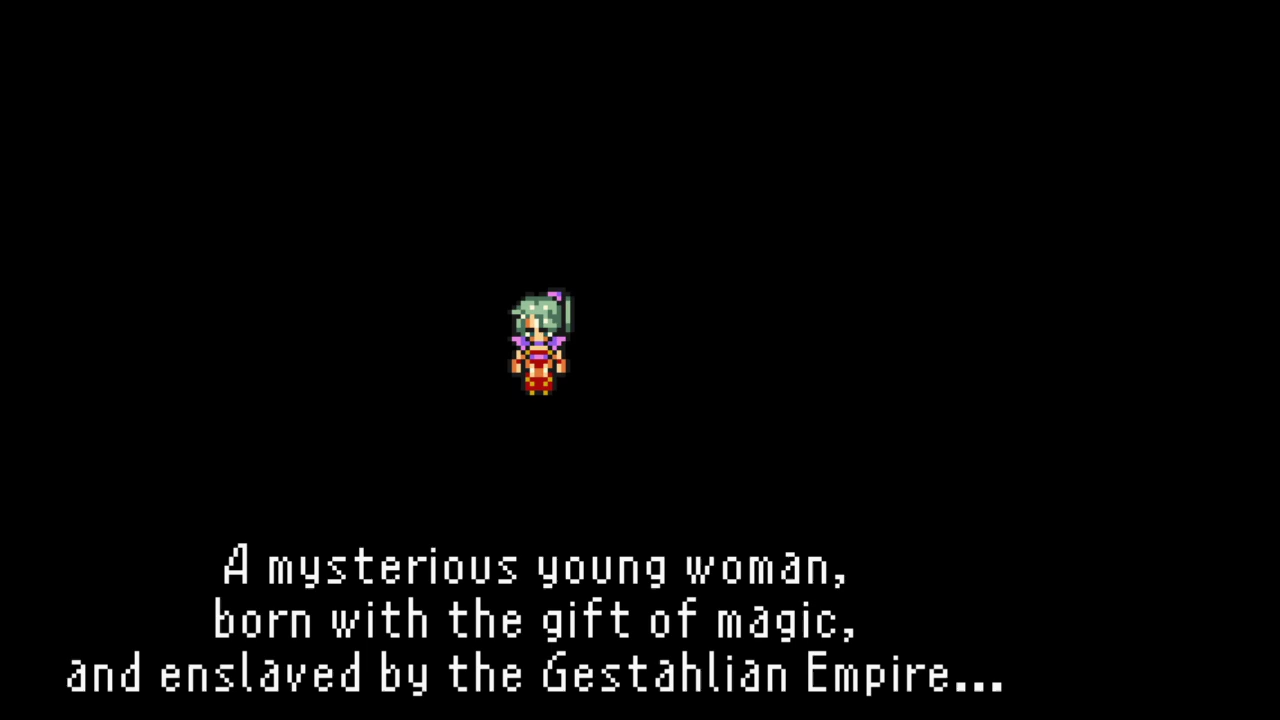 A mysterious young woman,
born with the gift of magic,
and enslaved by the Gestahlian Empire...